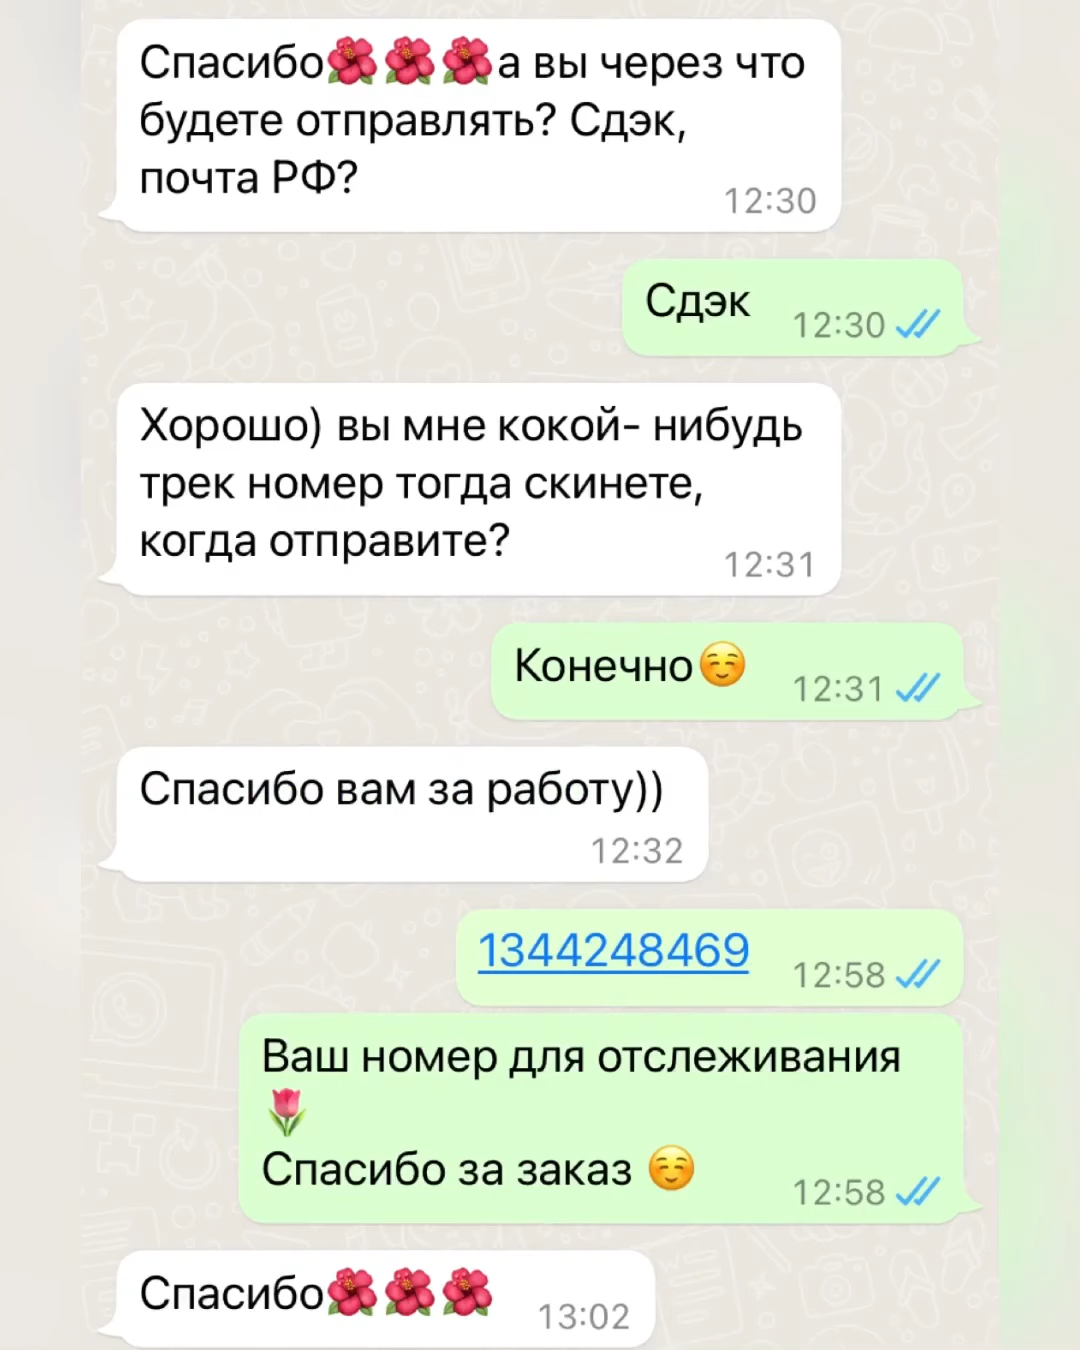 Спасибо🌺🌺🌺а вы через что
будете отправлять? Сдэк,
почта РФ?
12:30
Сдэк
12:30
Хорошо) вы мне кокой- нибудь
трек номер тогда скинете,
когда отправите?
12:31
Конечно☺️
12:31
Спасибо вам за работу))
12:32
1344248469
12:58
Ваш номер для отслеживания
🌷
Спасибо за заказ ☺️
12:58
Спасибо🌺🌺🌺
13:02